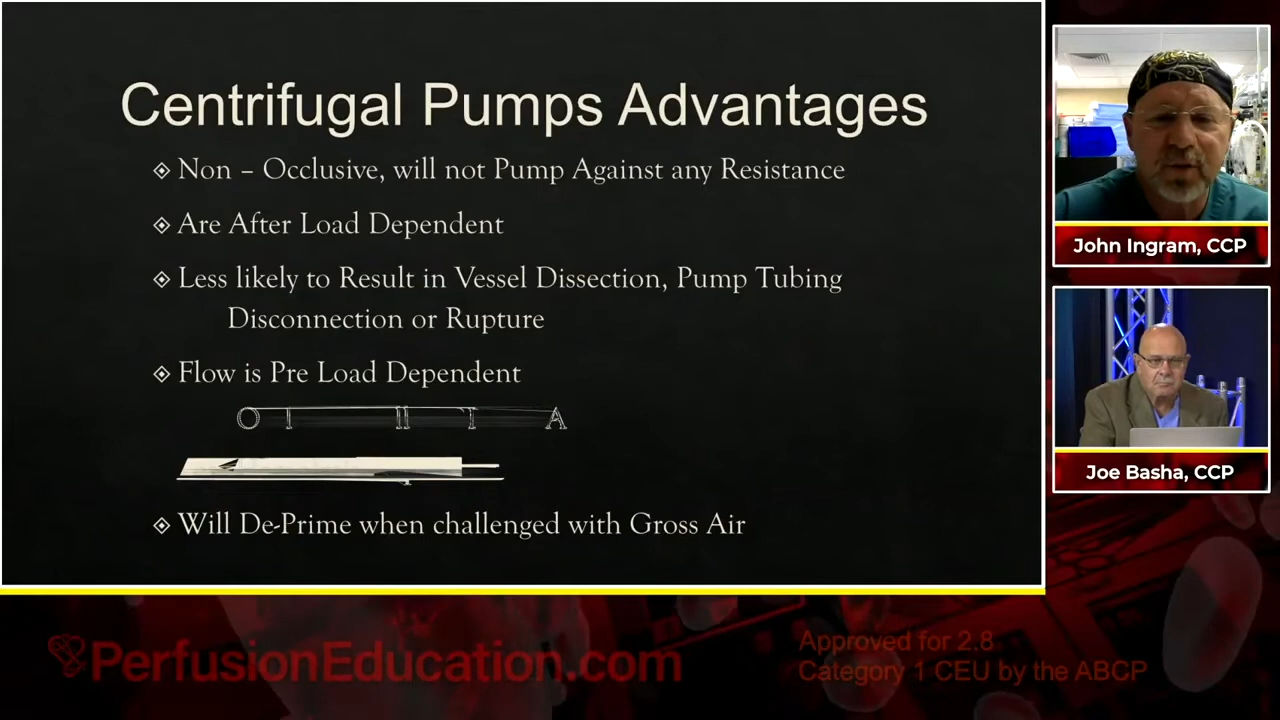 Centrifugal Pumps Advantages
Non – Occlusive, will not Pump Against any Resistance
Are After Load Dependent
Less likely to Result in Vessel Dissection, Pump Tubing
Disconnection or Rupture
Flow is Pre Load Dependent
Will De-Prime when challenged with Gross Air
John Ingram, CCP
Joe Basha, CCP
PerfusionEducation.com
Approved for 2.8
Category 1 CEU by the ABCP